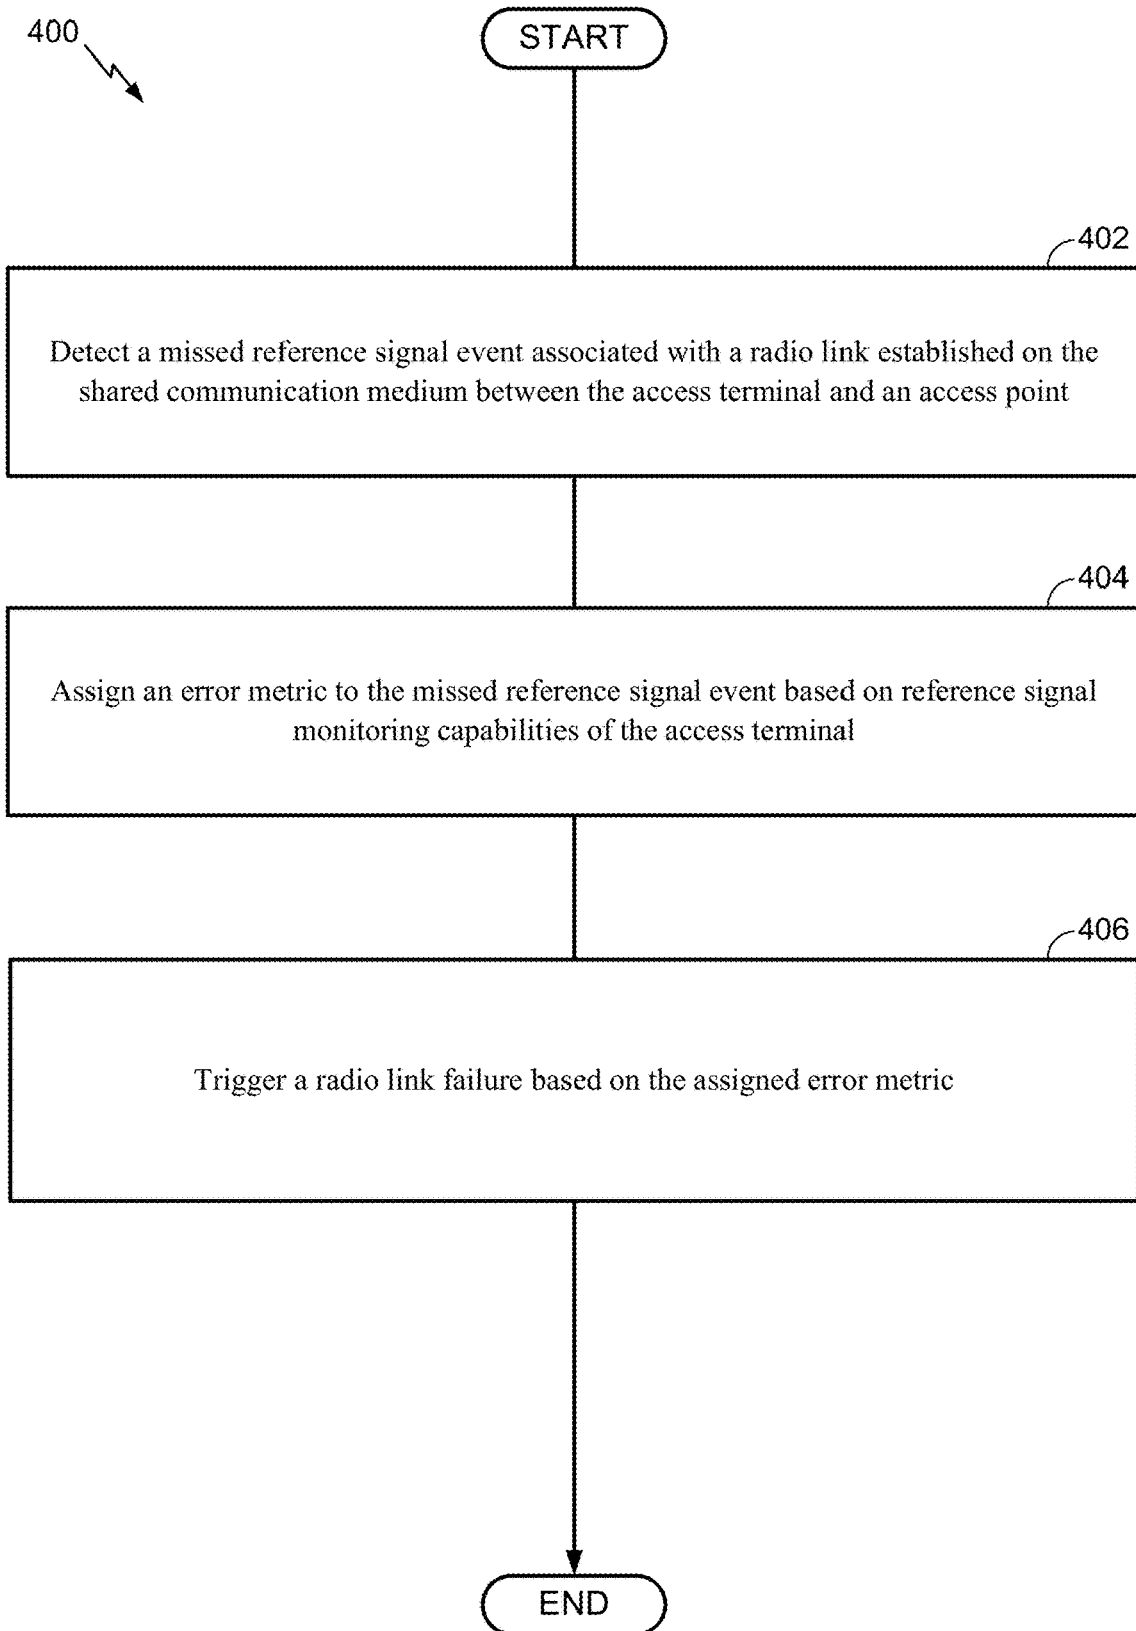 400
START
402
Detect a missed reference signal event associated with a radio link established on the
shared communication medium between the access terminal and an access point
404
Assign an error metric to the missed reference signal event based on reference signal
monitoring capabilities of the access terminal
406
Trigger a radio link failure based on the assigned error metric
END